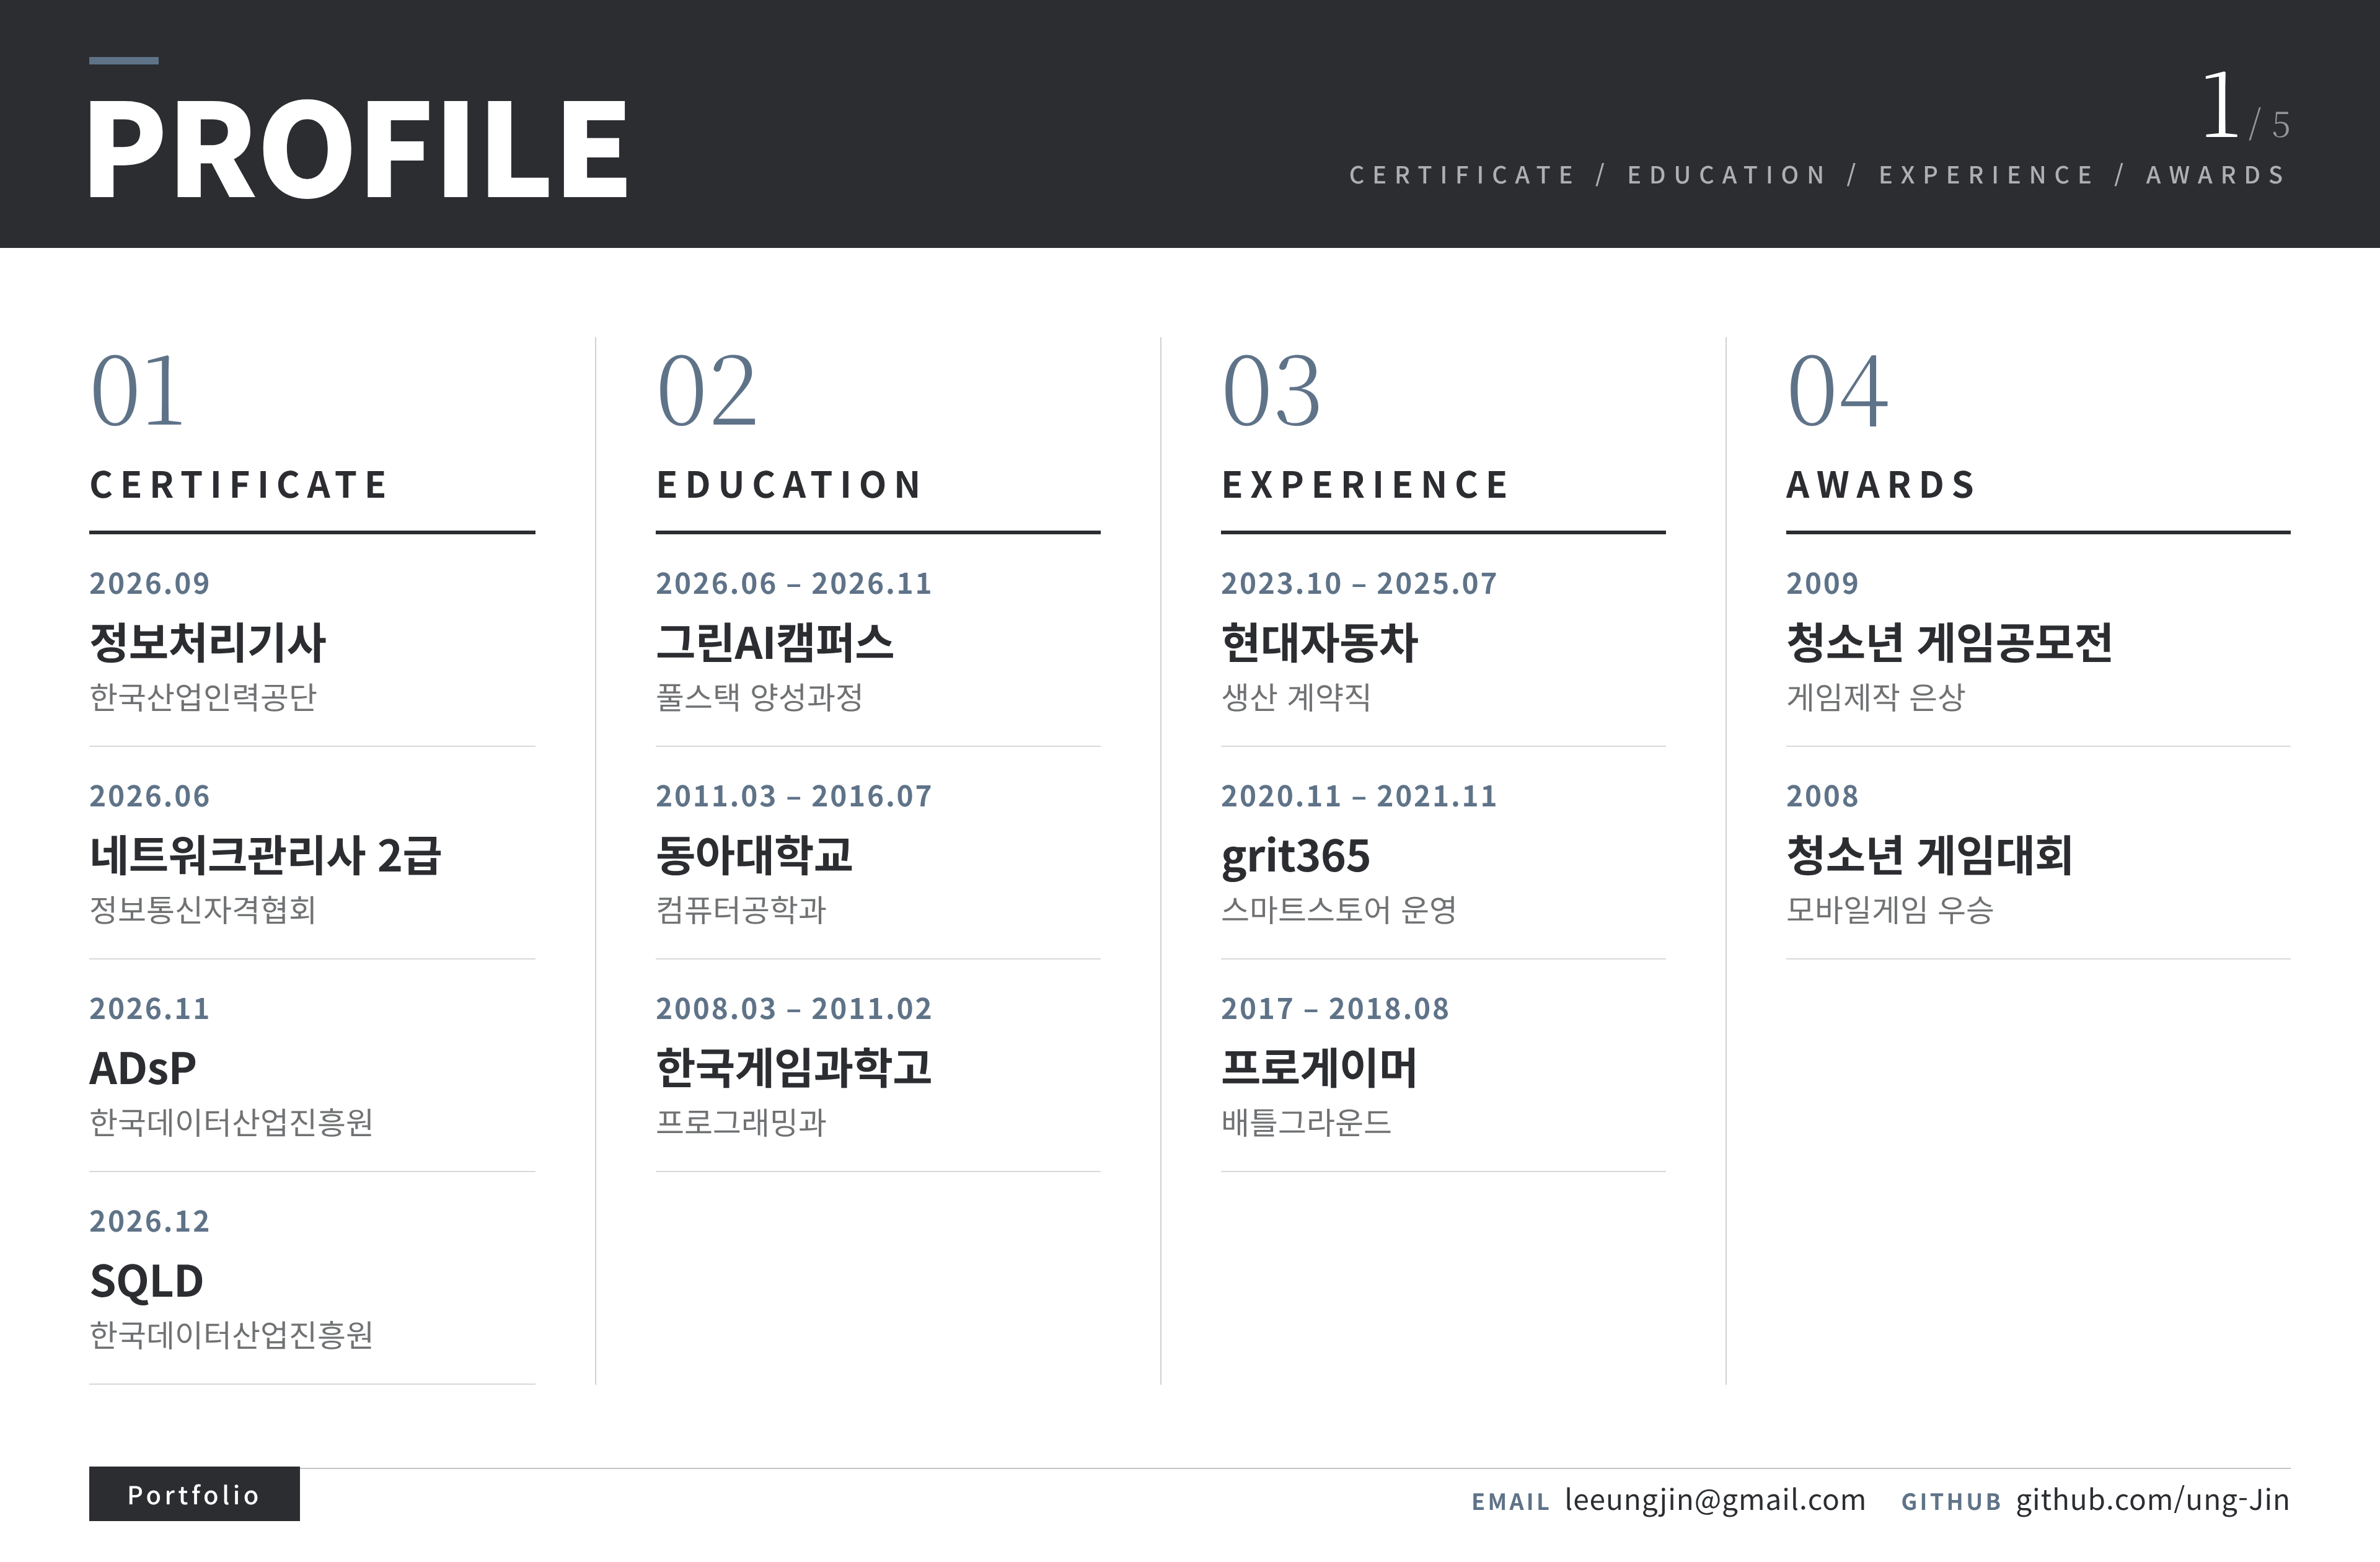 PROFILE
1 / 5
CERTIFICATE / EDUCATION / EXPERIENCE / AWARDS
01
CERTIFICATE
2026.09
정보처리기사
한국산업인력공단
2026.06
네트워크관리사 2급
정보통신자격협회
2026.11
ADsP
한국데이터산업진흥원
2026.12
SQLD
한국데이터산업진흥원
02
EDUCATION
2026.06 – 2026.11
그린AI캠퍼스
풀스택 양성과정
2011.03 – 2016.07
동아대학교
컴퓨터공학과
2008.03 – 2011.02
한국게임과학고
프로그래밍과
03
EXPERIENCE
2023.10 – 2025.07
현대자동차
생산 계약직
2020.11 – 2021.11
grit365
스마트스토어 운영
2017 – 2018.08
프로게이머
배틀그라운드
04
AWARDS
2009
청소년 게임공모전
게임제작 은상
2008
청소년 게임대회
모바일게임 우승
Portfolio
EMAIL leeungjin@gmail.com GITHUB github.com/ung-Jin